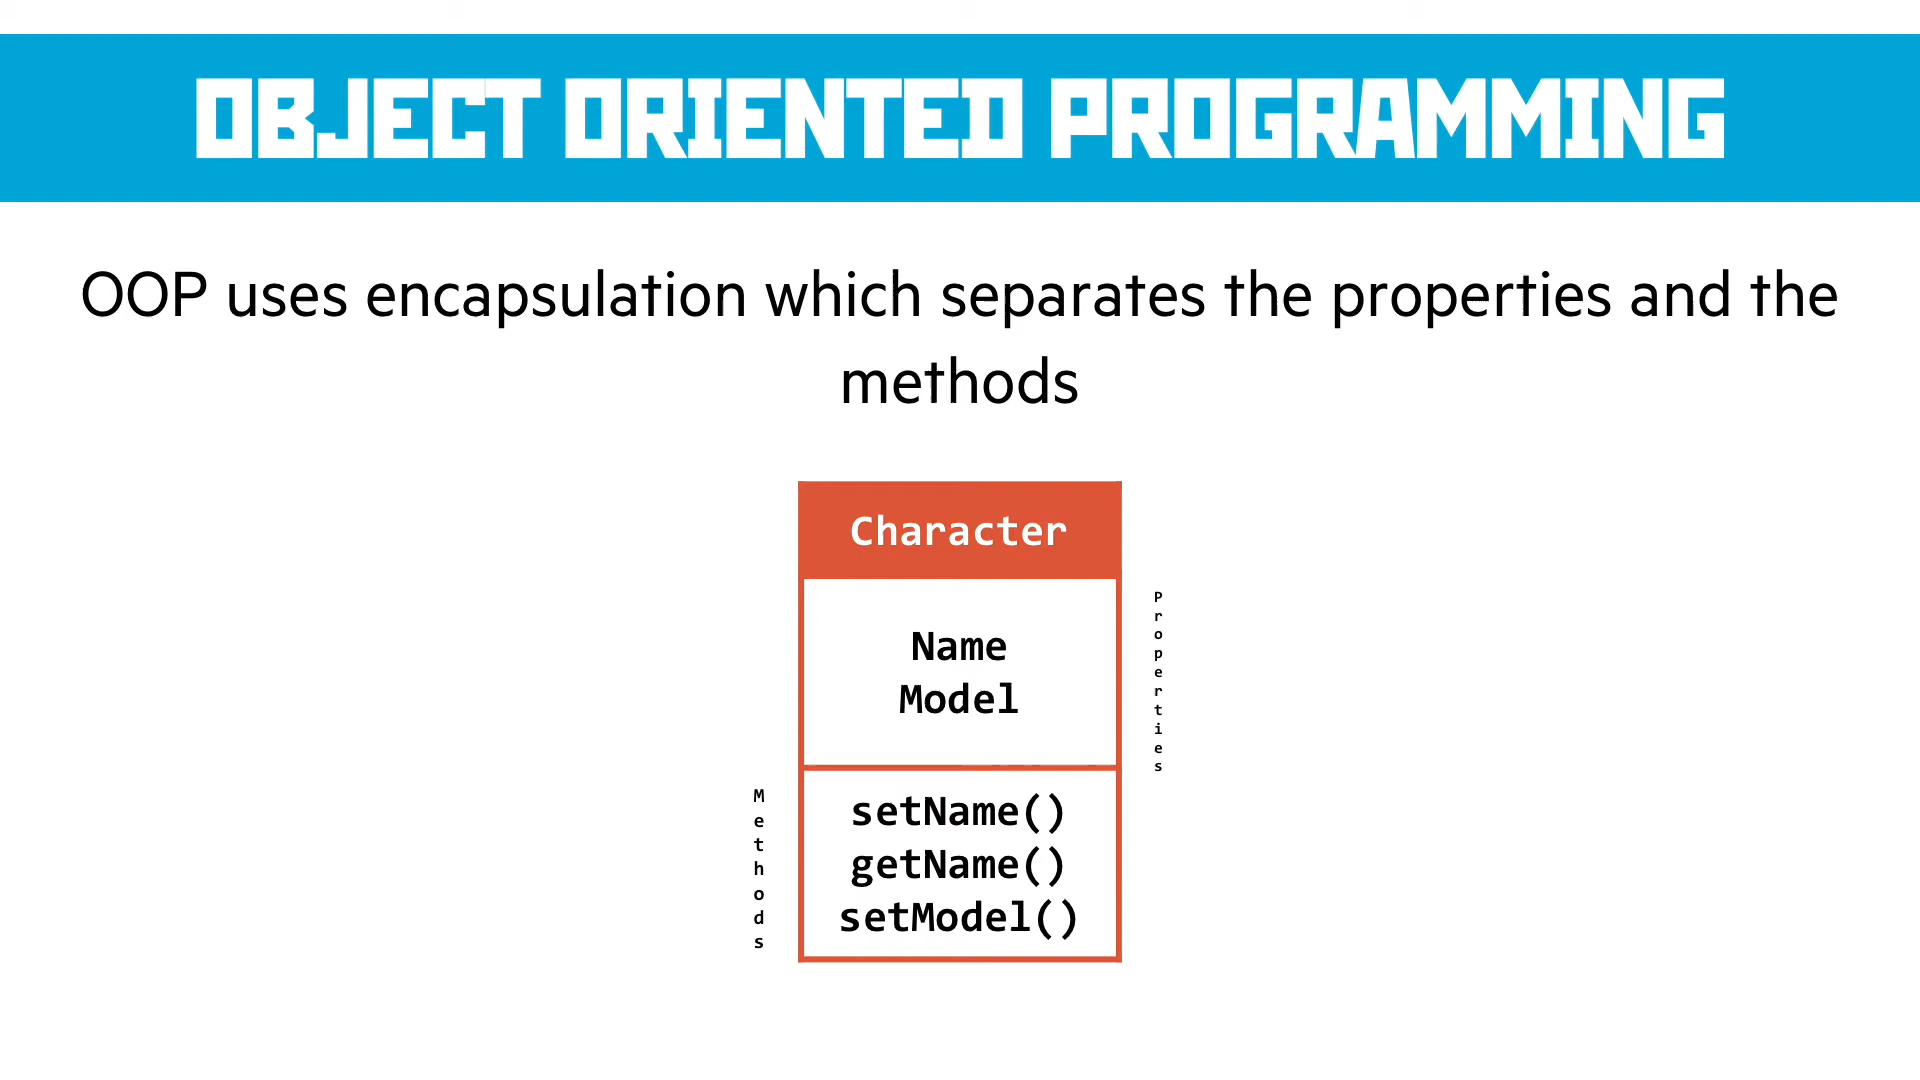 OBJECT ORIENTED PROGRAMMING
OOP uses encapsulation which separates the properties and the
methods
Character
Name
Model
Properties
setName()
getName()
setModel()
Methods